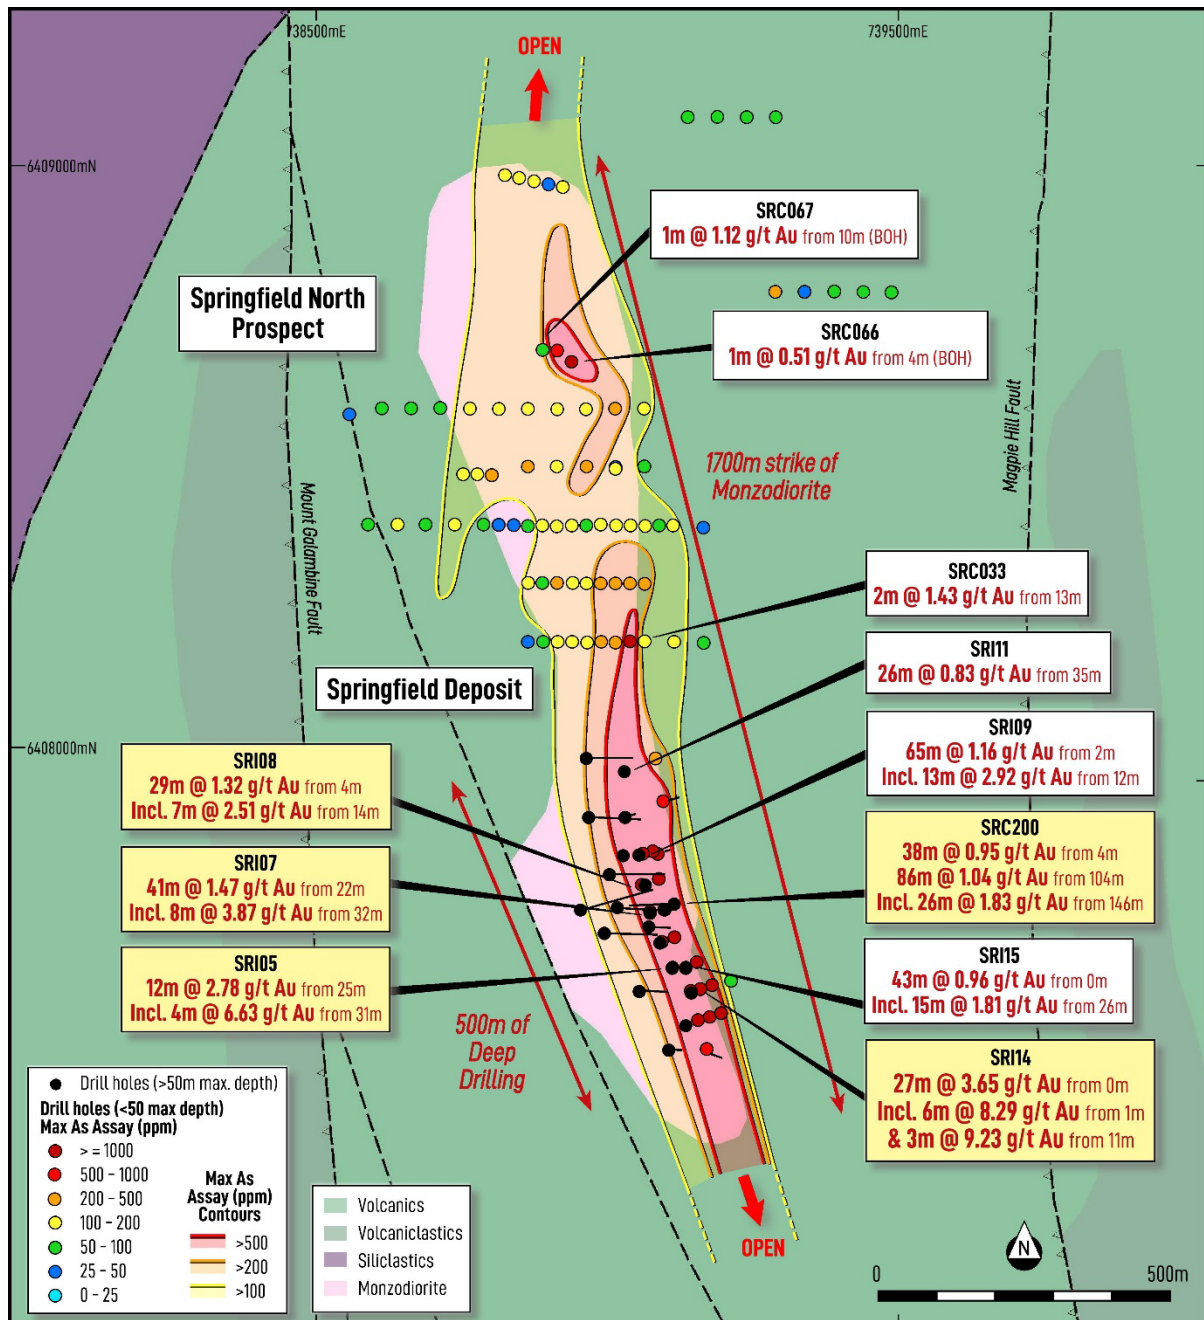 738500mE
739500mE
OPEN
6409000mN
SRC067
1m @ 1.12 g/t Au from 10m (BOH)
Springfield North
Prospect
SRC066
1m @ 0.51 g/t Au from 4m (BOH)
1700m strike of
Monzodiorite
Magpie Hill Fault
Mount Galambine Fault
SRC033
2m @ 1.43 g/t Au from 13m
SRI11
26m @ 0.83 g/t Au from 35m
Springfield Deposit
6408000mN
SRI09
65m @ 1.16 g/t Au from 2m
Incl. 13m @ 2.92 g/t Au from 12m
SRI08
29m @ 1.32 g/t Au from 4m
Incl. 7m @ 2.51 g/t Au from 14m
SRC200
38m @ 0.95 g/t Au from 4m
86m @ 1.04 g/t Au from 104m
Incl. 26m @ 1.83 g/t Au from 146m
SRI07
41m @ 1.47 g/t Au from 22m
Incl. 8m @ 3.87 g/t Au from 32m
SRI05
12m @ 2.78 g/t Au from 25m
Incl. 4m @ 6.63 g/t Au from 31m
SRI15
43m @ 0.96 g/t Au from 0m
Incl. 15m @ 1.81 g/t Au from 26m
500m of
Deep
Drilling
SRI14
27m @ 3.65 g/t Au from 0m
Incl. 6m @ 8.29 g/t Au from 1m
& 3m @ 9.23 g/t Au from 11m
Drill holes (>50m max. depth)
Drill holes (<50 max depth)
Max As Assay (ppm)
> = 1000
500 - 1000
200 - 500
100 - 200
50 - 100
25 - 50
0 - 25
Max As
Assay (ppm)
Contours
>500
>200
>100
Volcanics
Volcaniclastics
Siliclastics
Monzodiorite
OPEN
N
0
500m